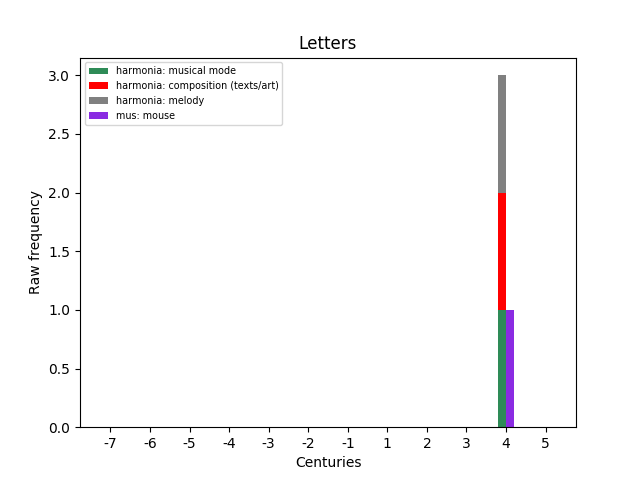 Letters
harmonia: musical mode
harmonia: composition (texts/art)
harmonia: melody
mus: mouse
3.0
2.5
2.0
1.5
1.0
0.5
0.0
Raw frequency
-7 -6 -5 -4 -3 -2 -1 1 2 3 4 5
Centuries